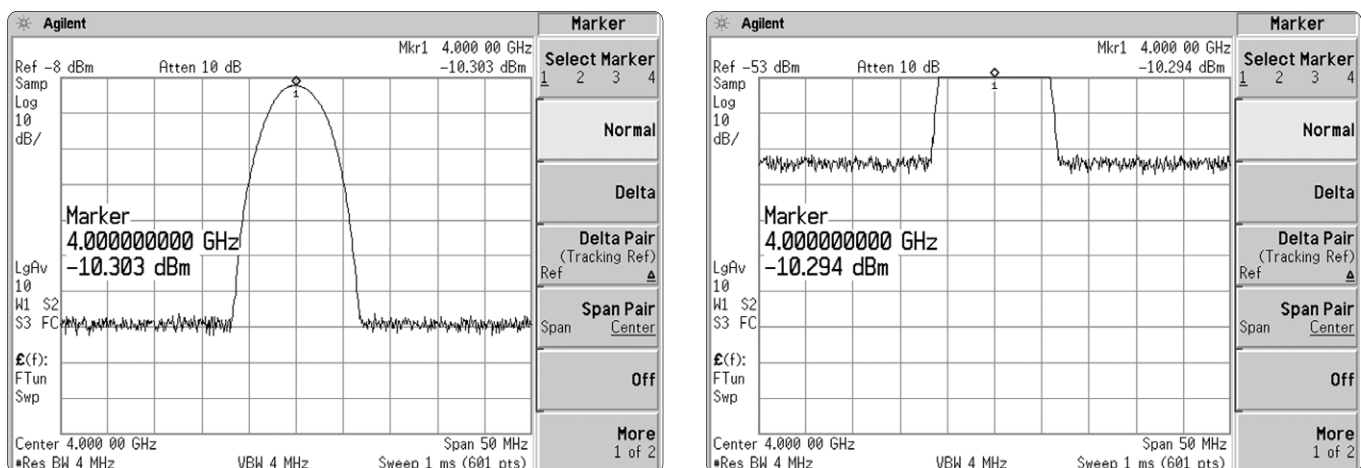 Agilent
Marker
Mkr1 4.000 00 GHz
Ref -8 dBm Atten 10 dB -10.303 dBm
Samp
Log
10
dB/
1
Marker
4.000000000 GHz
-10.303 dBm
LgAv
10
W1 S2
S3 FC
£(f):
FTun
Swp
Center 4.000 00 GHz Span 50 MHz
#Res BW 4 MHz VBW 4 MHz Sweep 1 ms (601 pts)
Select Marker
1 2 3 4
Normal
Delta
Delta Pair
(Tracking Ref)
Ref Δ
Span Pair
Span Center
Off
More
1 of 2
Agilent
Marker
Mkr1 4.000 00 GHz
Ref -53 dBm Atten 10 dB -10.294 dBm
Samp
Log
10
dB/
1
Marker
4.000000000 GHz
-10.294 dBm
LgAv
10
W1 S2
S3 FC
£(f):
FTun
Swp
Center 4.000 00 GHz Span 50 MHz
#Res BW 4 MHz VBW 4 MHz Sweep 1 ms (601 pts)
Select Marker
1 2 3 4
Normal
Delta
Delta Pair
(Tracking Ref)
Ref Δ
Span Pair
Span Center
Off
More
1 of 2